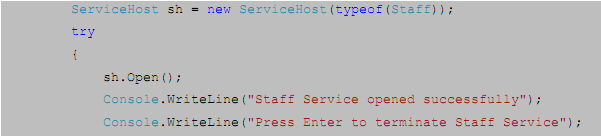 ServiceHost sh = new ServiceHost(typeof(Staff));
try
{
sh.Open();
Console.WriteLine("Staff Service opened successfully");
Console.WriteLine("Press Enter to terminate Staff Service");